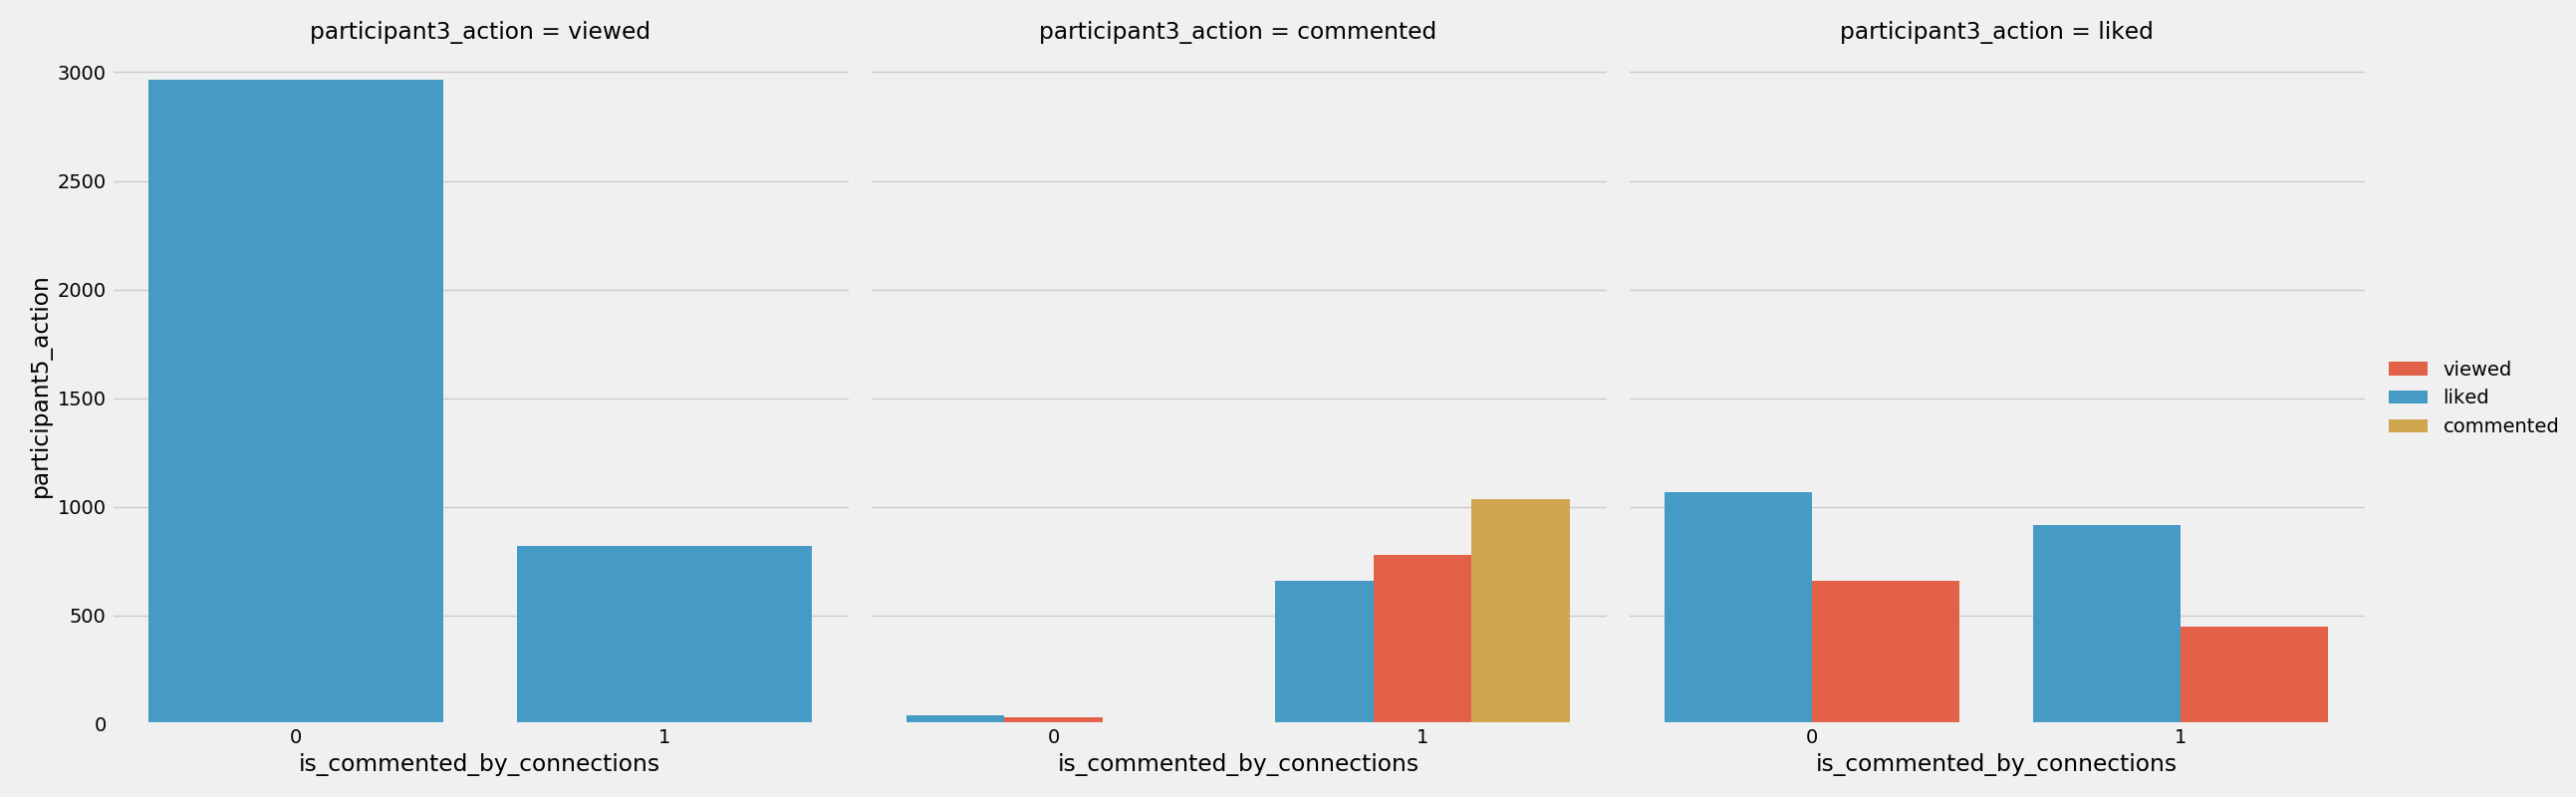 participant3_action = viewed
participant3_action = commented
participant3_action = liked
participant5_action
3000
2500
2000
1500
1000
500
0
0
1
is_commented_by_connections
0
1
is_commented_by_connections
0
1
is_commented_by_connections
viewed
liked
commented